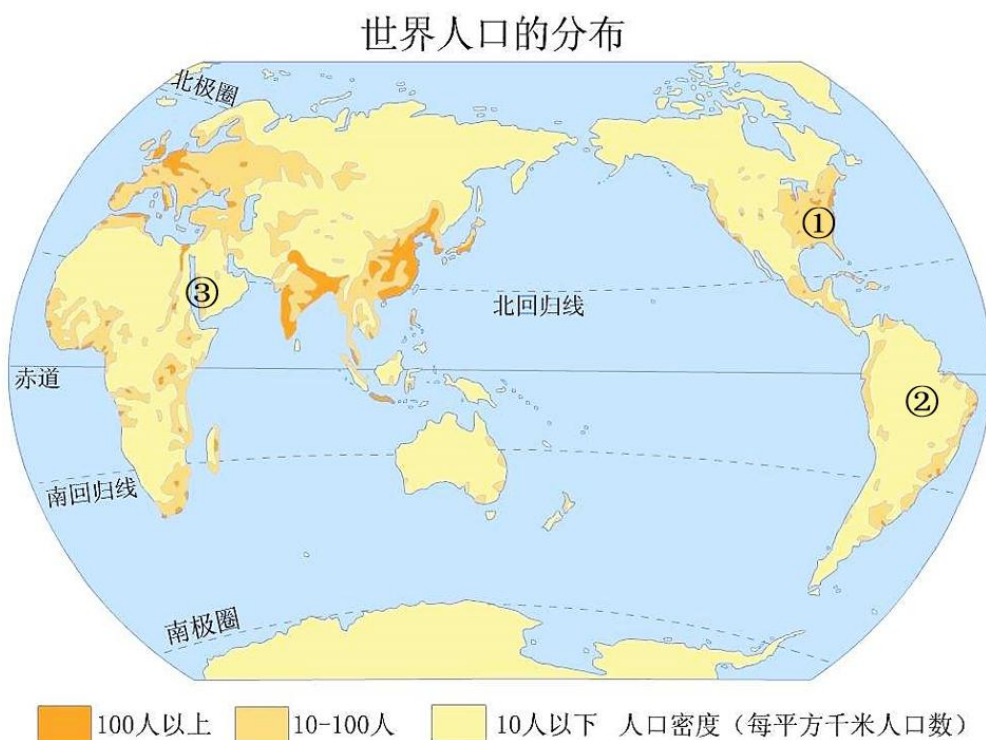 世界人口的分布
北极圈
①
③
北回归线
赤道
②
南回归线
南极圈
100人以上 10-100人 10人以下 人口密度（每平方千米人口数）